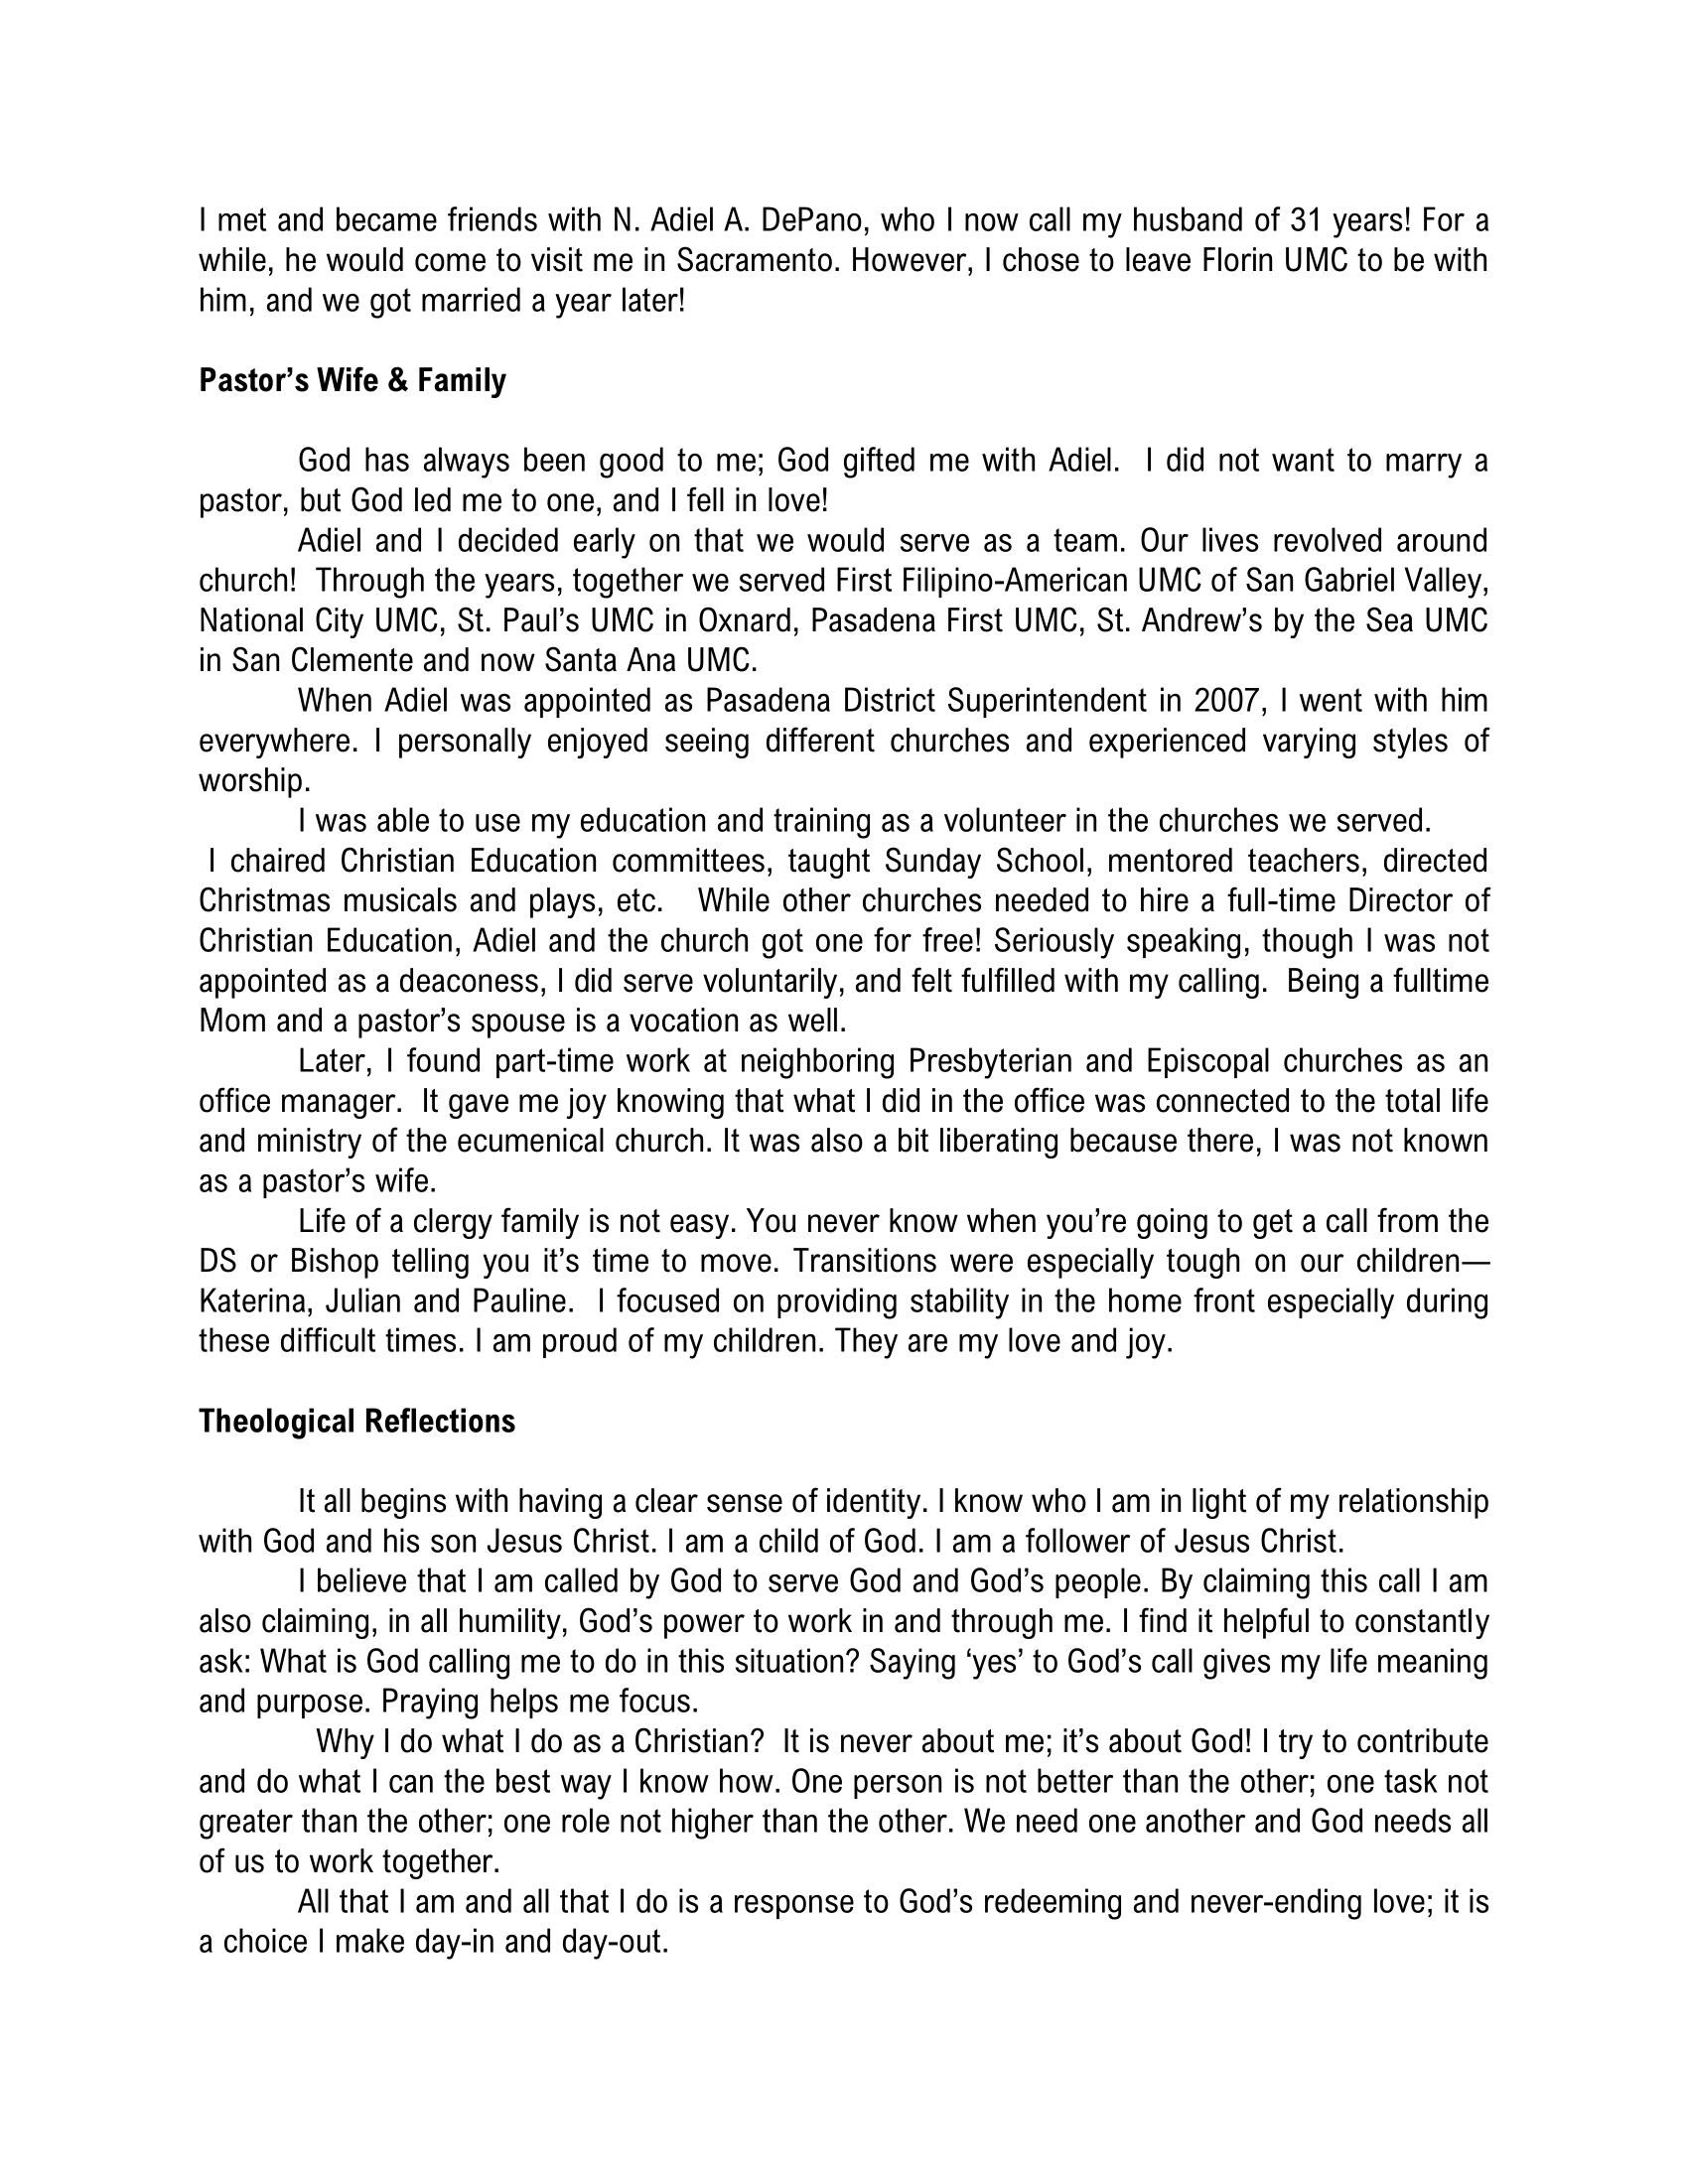 I met and became friends with N. Adiel A. DePano, who I now call my husband of 31 years! For a
while, he would come to visit me in Sacramento. However, I chose to leave Florin UMC to be with
him, and we got married a year later!
Pastor’s Wife & Family
God has always been good to me; God gifted me with Adiel.  I did not want to marry a
pastor, but God led me to one, and I fell in love!
Adiel and I decided early on that we would serve as a team. Our lives revolved around
church!  Through the years, together we served First Filipino-American UMC of San Gabriel Valley,
National City UMC, St. Paul’s UMC in Oxnard, Pasadena First UMC, St. Andrew’s by the Sea UMC
in San Clemente and now Santa Ana UMC.
When Adiel was appointed as Pasadena District Superintendent in 2007, I went with him
everywhere. I personally enjoyed seeing different churches and experienced varying styles of
worship.
I was able to use my education and training as a volunteer in the churches we served.
I chaired Christian Education committees, taught Sunday School, mentored teachers, directed
Christmas musicals and plays, etc.   While other churches needed to hire a full-time Director of
Christian Education, Adiel and the church got one for free! Seriously speaking, though I was not
appointed as a deaconess, I did serve voluntarily, and felt fulfilled with my calling.  Being a fulltime
Mom and a pastor’s spouse is a vocation as well.
Later, I found part-time work at neighboring Presbyterian and Episcopal churches as an
office manager.  It gave me joy knowing that what I did in the office was connected to the total life
and ministry of the ecumenical church. It was also a bit liberating because there, I was not known
as a pastor’s wife.
Life of a clergy family is not easy. You never know when you’re going to get a call from the
DS or Bishop telling you it’s time to move. Transitions were especially tough on our children—
Katerina, Julian and Pauline.  I focused on providing stability in the home front especially during
these difficult times. I am proud of my children. They are my love and joy.
Theological Reflections
It all begins with having a clear sense of identity. I know who I am in light of my relationship
with God and his son Jesus Christ. I am a child of God. I am a follower of Jesus Christ.
I believe that I am called by God to serve God and God’s people. By claiming this call I am
also claiming, in all humility, God’s power to work in and through me. I find it helpful to constantly
ask: What is God calling me to do in this situation? Saying ‘yes’ to God’s call gives my life meaning
and purpose. Praying helps me focus.
Why I do what I do as a Christian?  It is never about me; it’s about God! I try to contribute
and do what I can the best way I know how. One person is not better than the other; one task not
greater than the other; one role not higher than the other. We need one another and God needs all
of us to work together.
All that I am and all that I do is a response to God’s redeeming and never-ending love; it is
a choice I make day-in and day-out.